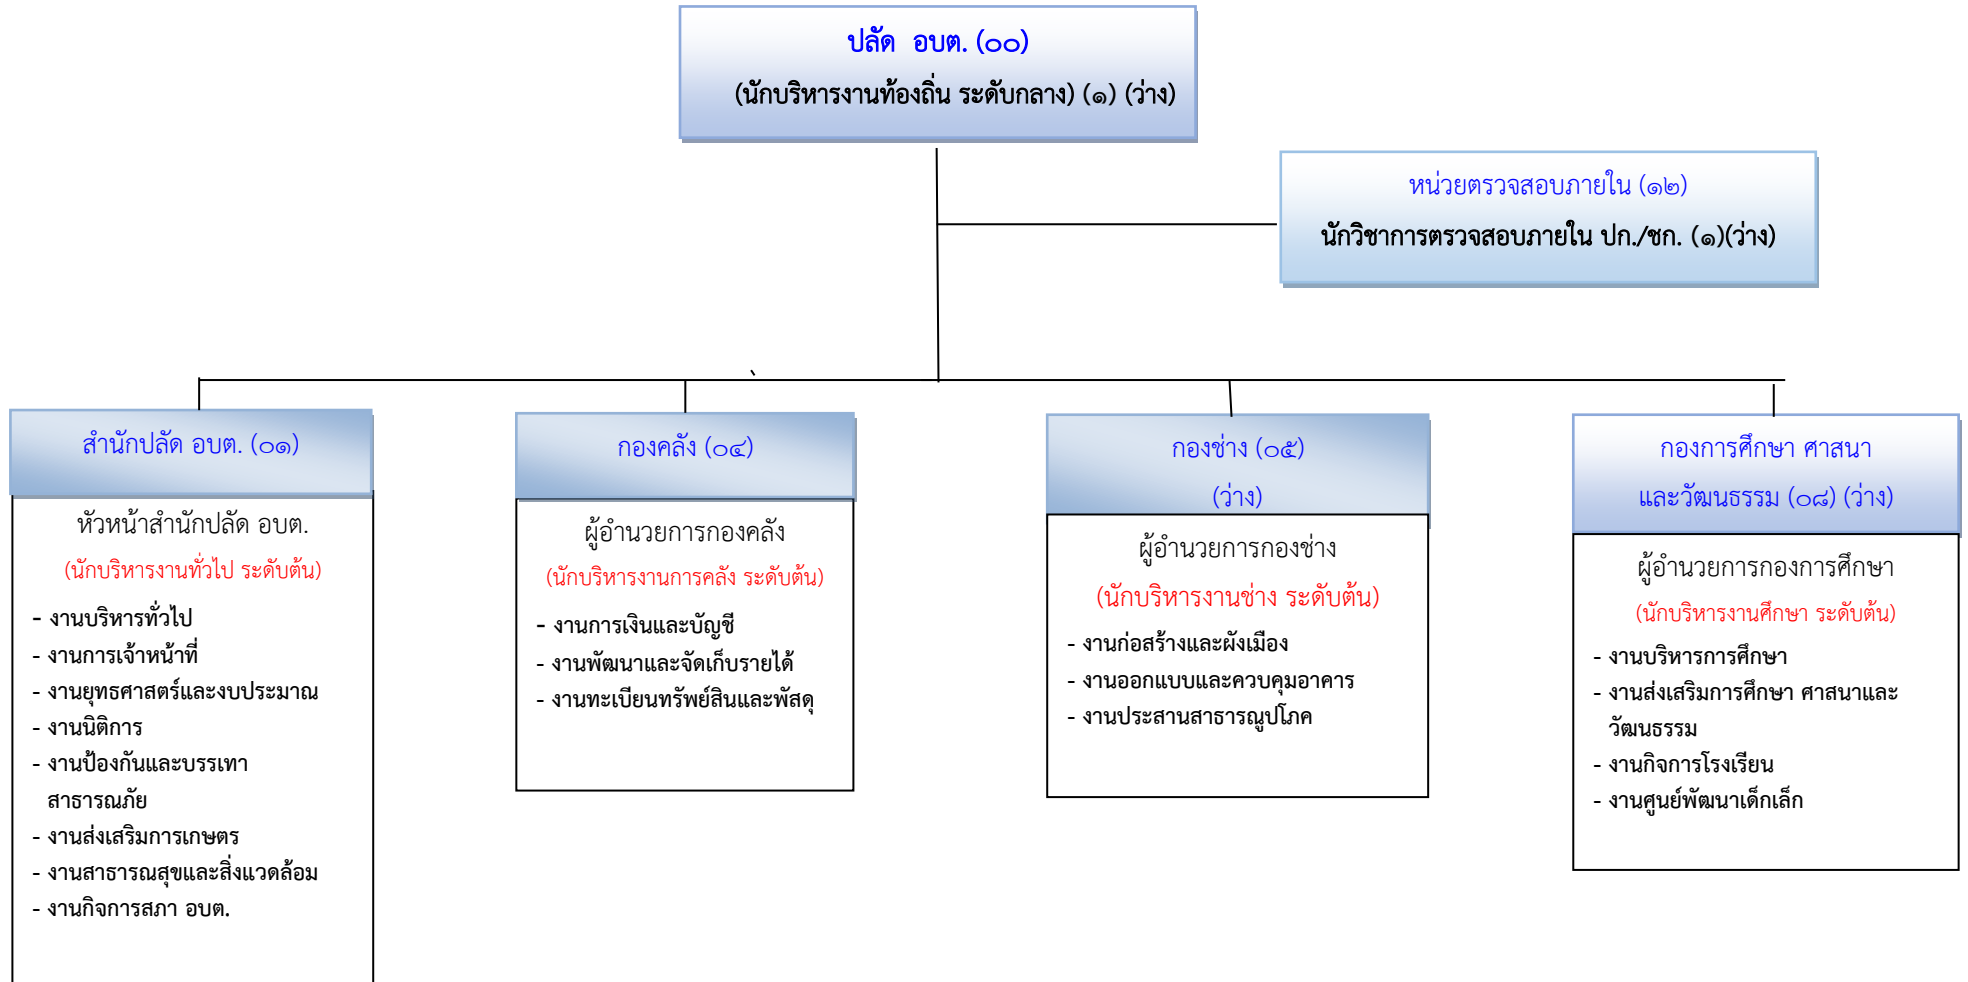 ปลัด  อบต. (๐๐)
(นักบริหารงานท้องถิ่น ระดับกลาง) (๑) (ว่าง)
หน่วยตรวจสอบภายใน (๑๒)
นักวิชาการตรวจสอบภายใน ปก./ชก. (๑)(ว่าง)
สำนักปลัด อบต. (๐๑)
หัวหน้าสำนักปลัด อบต.
(นักบริหารงานทั่วไป ระดับต้น)
- งานบริหารทั่วไป
- งานการเจ้าหน้าที่
- งานยุทธศาสตร์และงบประมาณ
- งานนิติการ
- งานป้องกันและบรรเทา
สาธารณภัย
- งานส่งเสริมการเกษตร
- งานสาธารณสุขและสิ่งแวดล้อม
- งานกิจการสภา อบต.
กองคลัง (๐๔)
ผู้อำนวยการกองคลัง
(นักบริหารงานการคลัง ระดับต้น)
- งานการเงินและบัญชี
- งานพัฒนาและจัดเก็บรายได้
- งานทะเบียนทรัพย์สินและพัสดุ
กองช่าง (๐๕)
(ว่าง)
ผู้อำนวยการกองช่าง
(นักบริหารงานช่าง ระดับต้น)
- งานก่อสร้างและผังเมือง
- งานออกแบบและควบคุมอาคาร
- งานประสานสาธารณูปโภค
กองการศึกษา ศาสนา
และวัฒนธรรม (๐๘) (ว่าง)
ผู้อำนวยการกองการศึกษา
(นักบริหารงานศึกษา ระดับต้น)
- งานบริหารการศึกษา
- งานส่งเสริมการศึกษา ศาสนาและ
วัฒนธรรม
- งานกิจการโรงเรียน
- งานศูนย์พัฒนาเด็กเล็ก